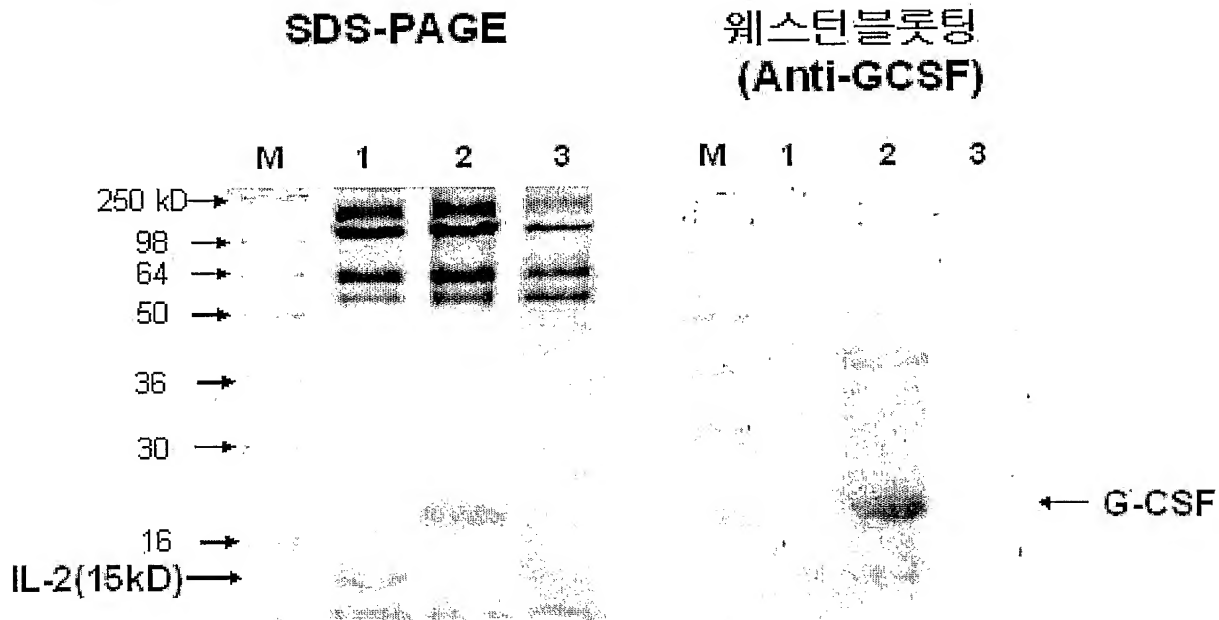 SDS-PAGE
웨스턴블롯팅
(Anti-GCSF)
M 1 2 3
M 1 2 3
250 kD
98
64
50
36
30
G-CSF
16
IL-2(15kD)